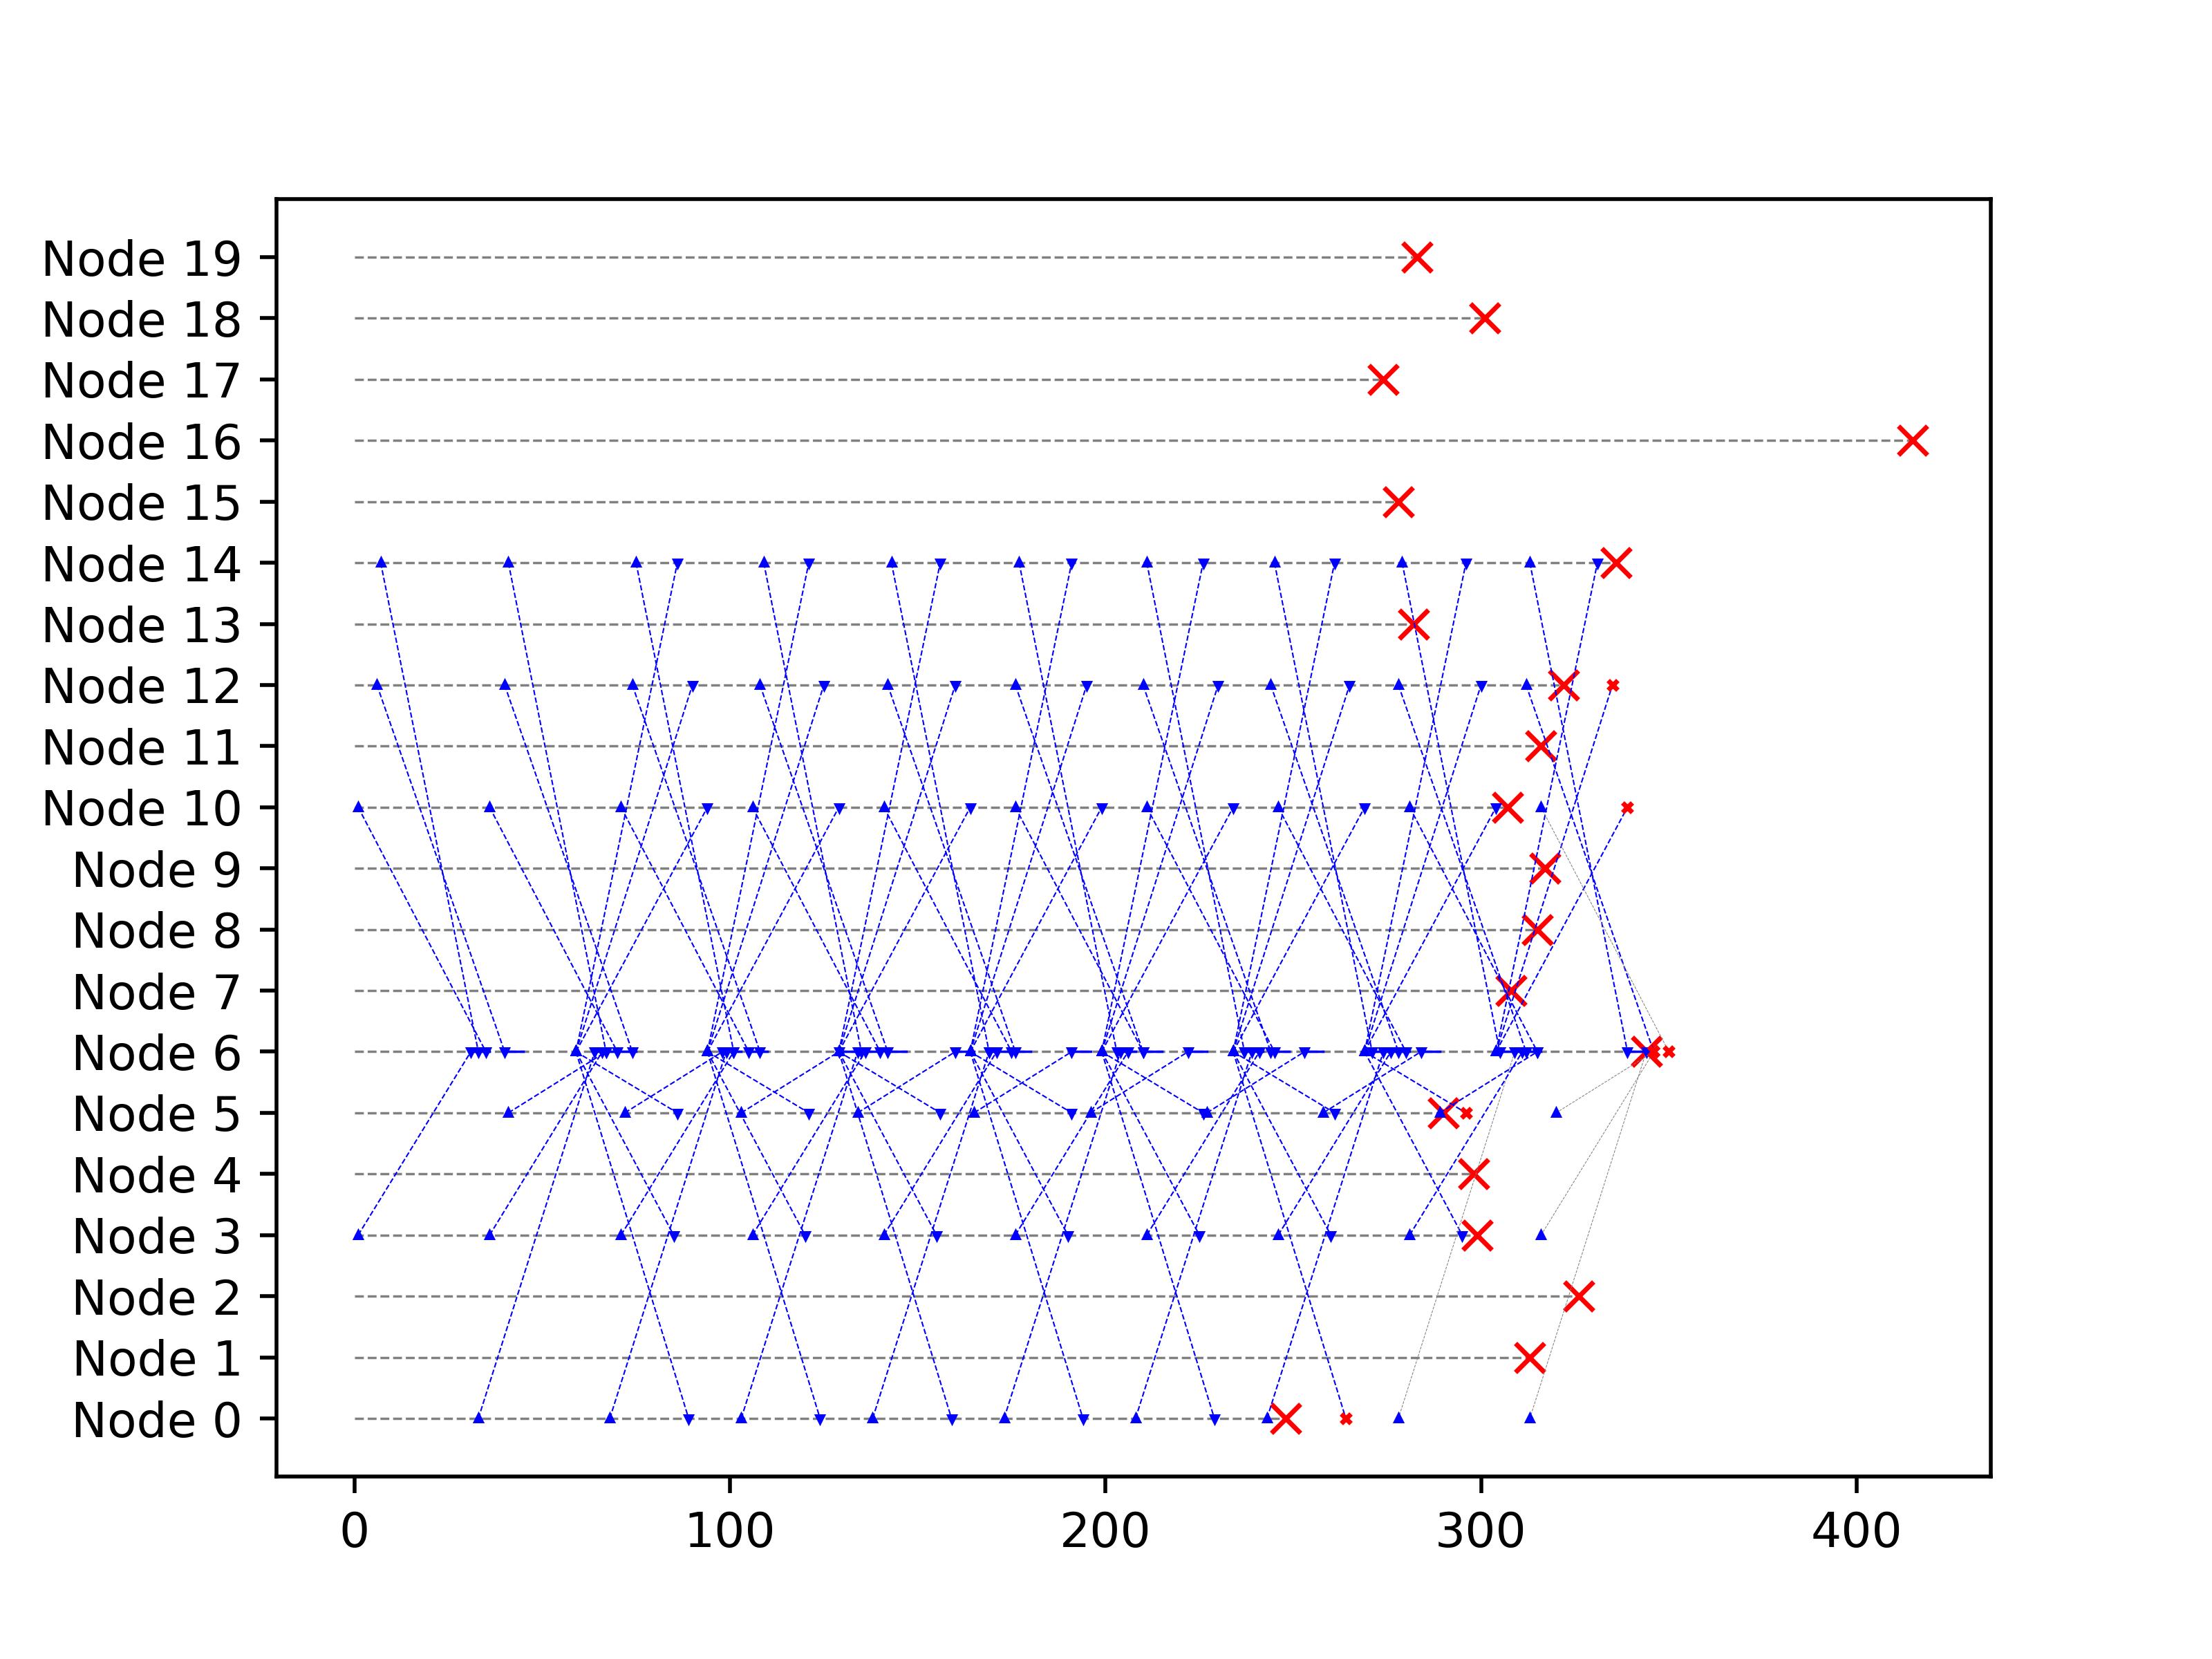 Node 19
Node 18
Node 17
Node 16
Node 15
Node 14
Node 13
Node 12
Node 11
Node 10
Node 9
Node 8
Node 7
Node 6
Node 5
Node 4
Node 3
Node 2
Node 1
Node 0
0 100 200 300 400